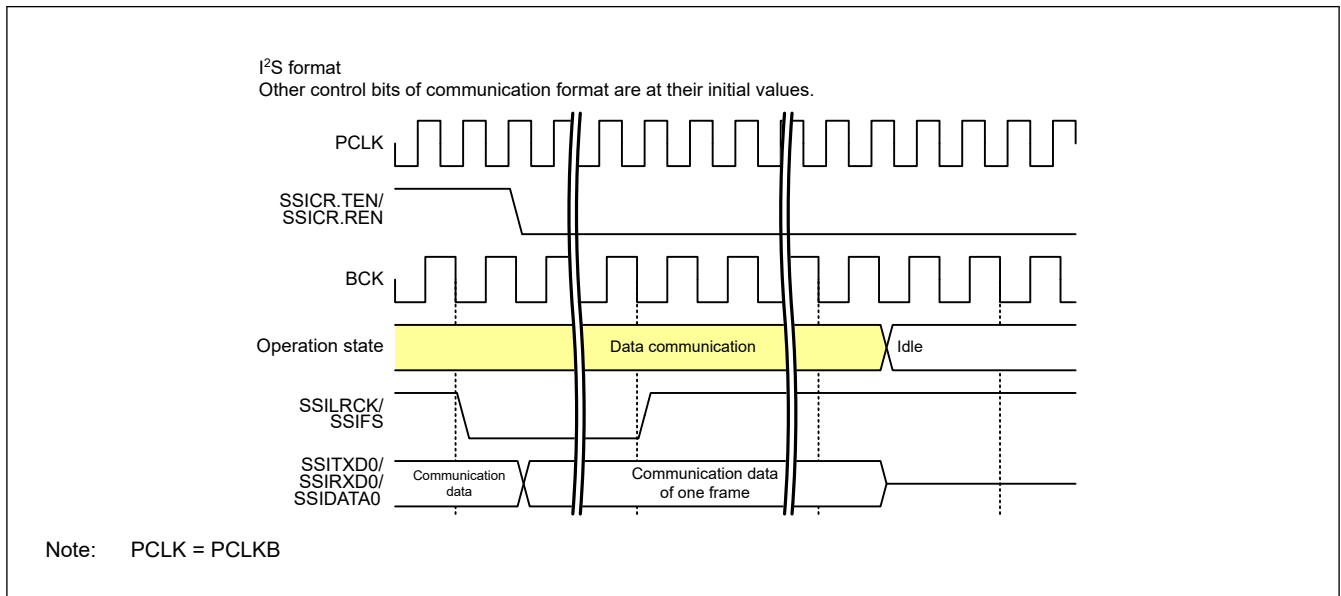 I²S format
Other control bits of communication format are at their initial values.
PCLK
SSICR.TEN/
SSICR.REN
BCK
Operation state
Data communication
Idle
SSILRCK/
SSIFS
SSITXD0/
SSIRXD0/
SSIDATA0
Communication
data
Communication data
of one frame
Note: PCLK = PCLKB